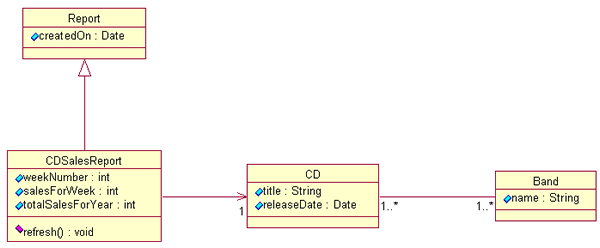 Report
createdOn : Date
CDSalesReport
weekNumber : int
salesForWeek : int
totalSalesForYear : int
refresh() : void
1
CD
title : String
releaseDate : Date
1..*
1..*
Band
name : String